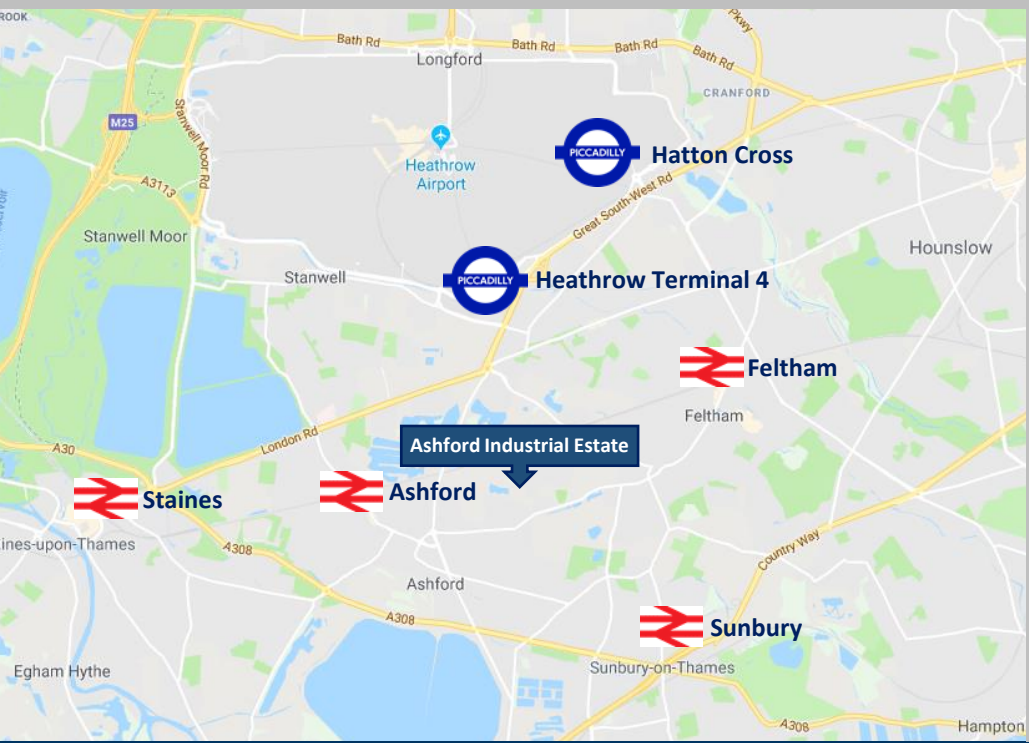 ROOK
Bath Rd
Longford
Bath Rd
Bath Rd
Pkwy
Bath Rd
CRANFORD
M25
Stanwell Moor Rd
Heathrow
Airport
PICCADILLY
Hatton Cross
A3113
Great South-West Rd
Stanwell Moor
Hounslow
Stanwell
PICCADILLY
Heathrow Terminal 4
Feltham
Feltham
London Rd
Ashford Industrial Estate
A30
Staines
Ashford
ines-upon-Thames
A308
Country Way
Ashford
A308
Sunbury
Sunbury-on-Thames
Egham Hythe
A308
Hampton